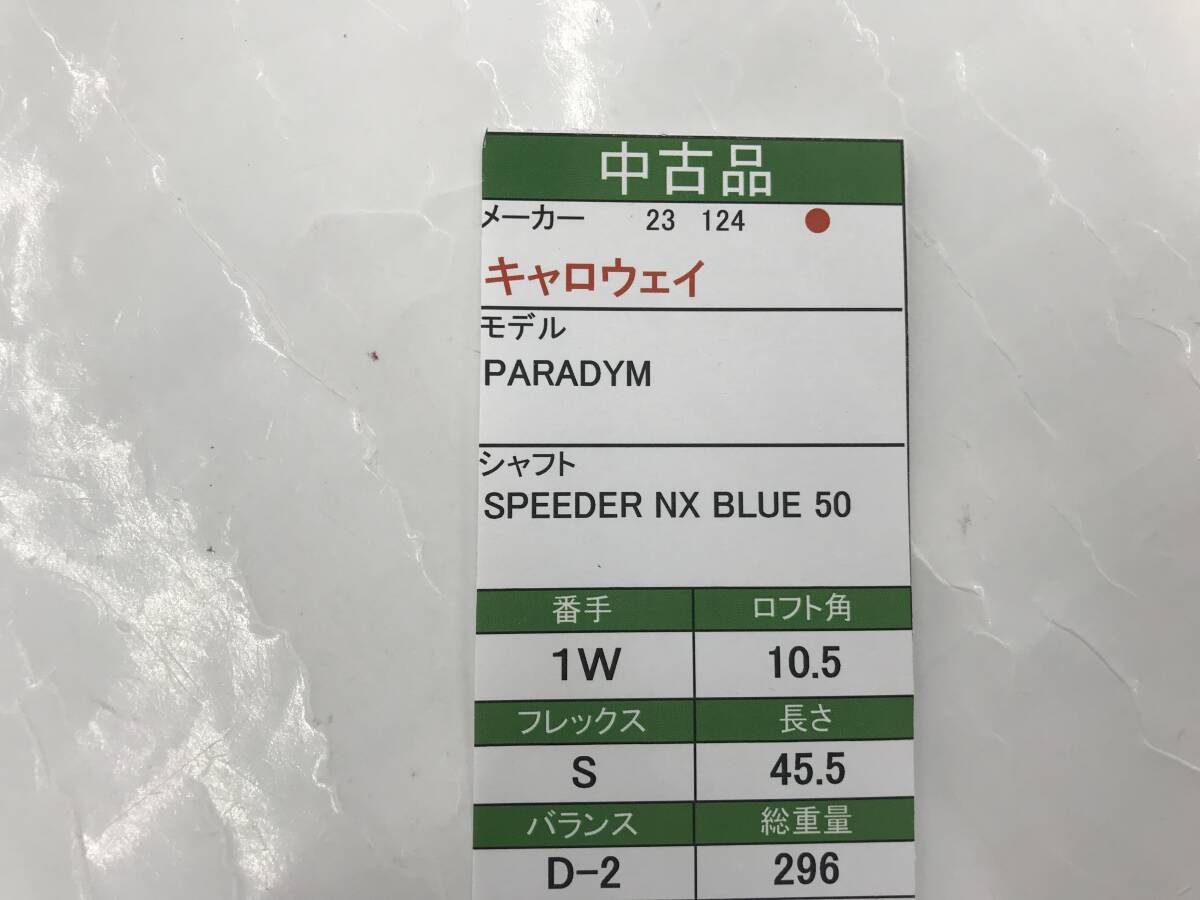 中古品
メーカー 23 124
キャロウェイ
モデル
PARADYM
シャフト
SPEEDER NX BLUE 50
番手 ロフト角
1W 10.5
フレックス 長さ
S 45.5
バランス 総重量
D-2 296